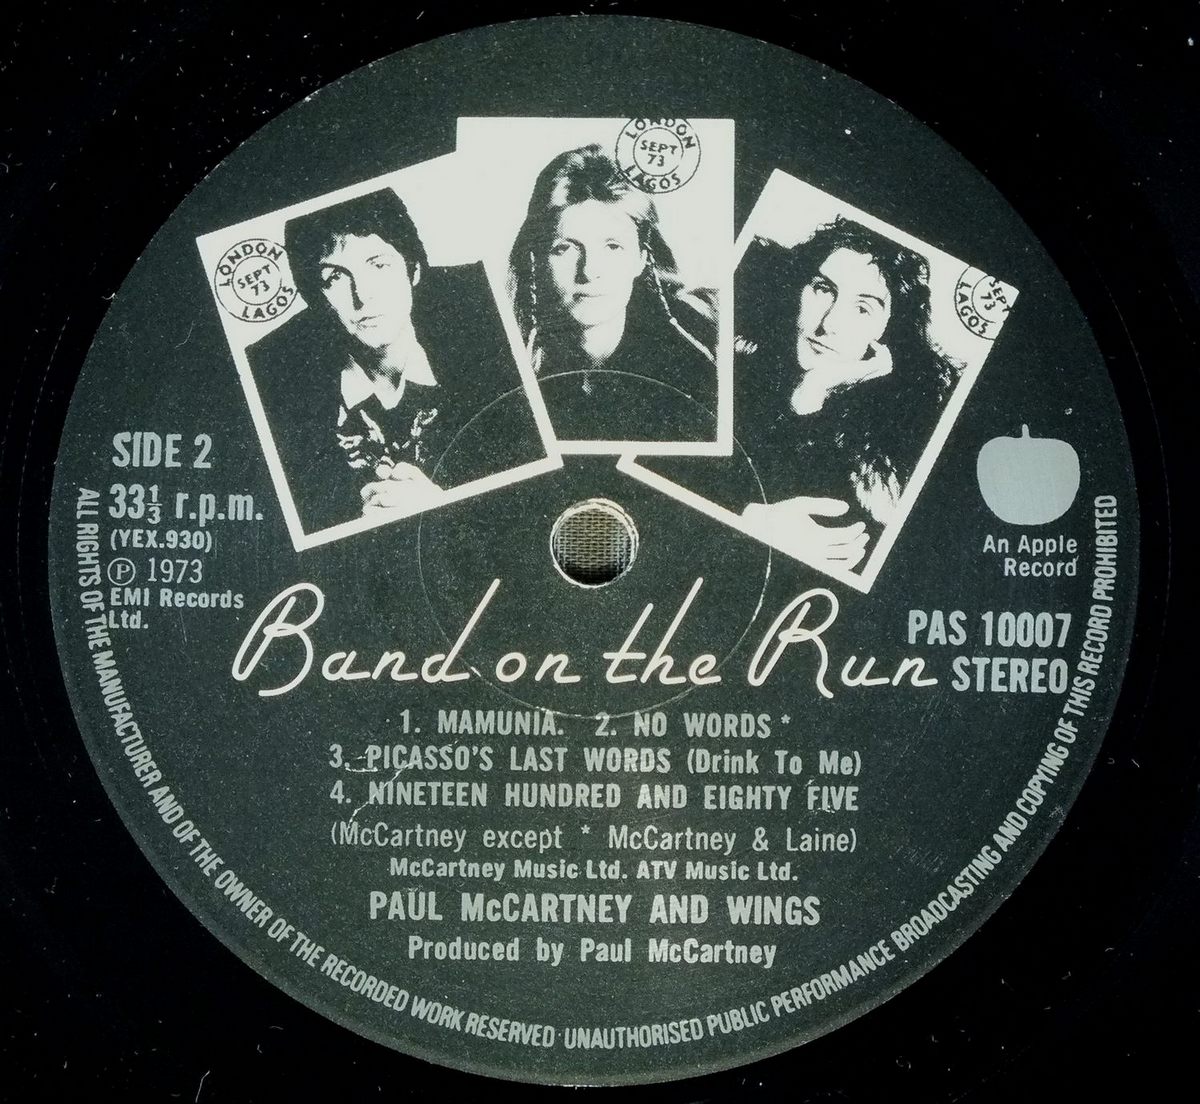 LONDON
SEPT
73
LAGOS
LONDON
SEPT
73
LAGOS
SEPT
73
LAGOS
SIDE 2
33⅓ r.p.m.
(YEX.930)
Ⓟ 1973
EMI Records
Ltd.
An Apple
Record
PAS 10007
STEREO
Band on the Run
1. MAMUNIA. 2. NO WORDS *
3. PICASSO'S LAST WORDS (Drink To Me)
4. NINETEEN HUNDRED AND EIGHTY FIVE
(McCartney except * McCartney & Laine)
McCartney Music Ltd. ATV Music Ltd.
PAUL McCARTNEY AND WINGS
Produced by Paul McCartney
ALL RIGHTS OF THE MANUFACTURER AND OF THE OWNER OF THE RECORDED WORK RESERVED · UNAUTHORISED PUBLIC PERFORMANCE BROADCASTING AND COPYING OF THIS RECORD PROHIBITED